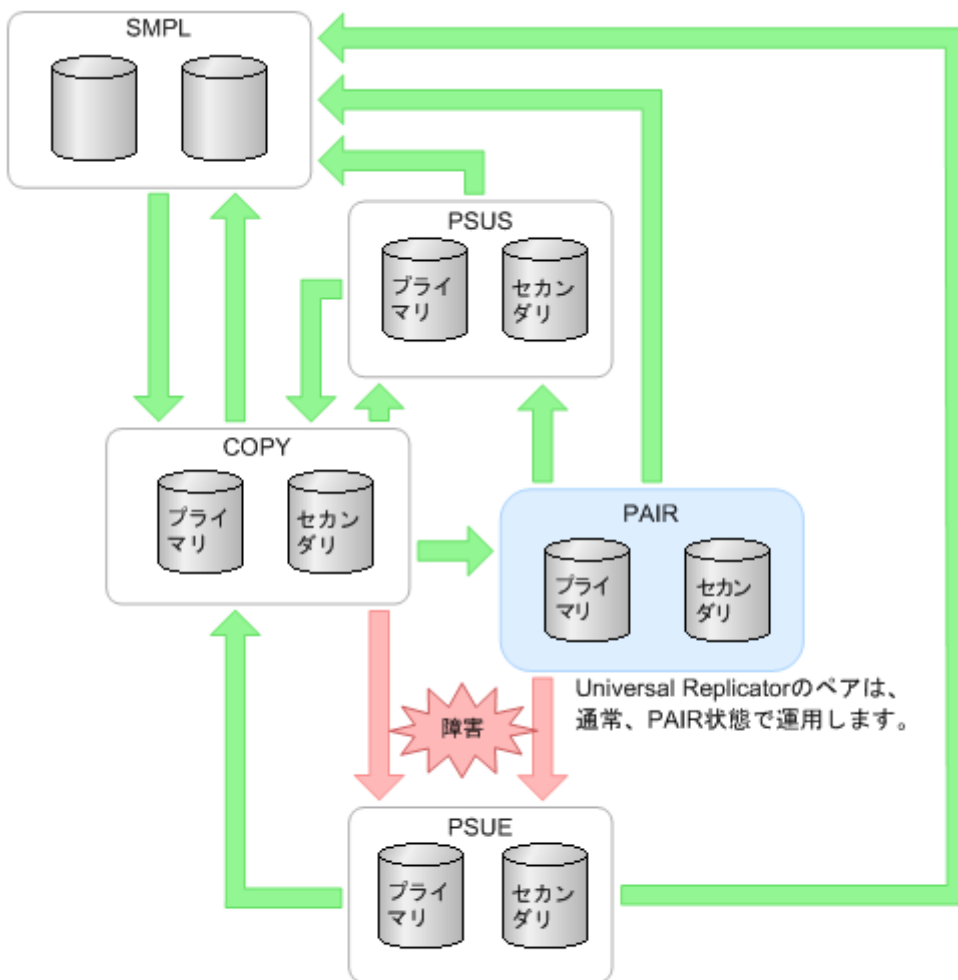 SMPL
PSUS
プライ
マリ
セカン
ダリ
COPY
プライ
マリ
セカン
ダリ
PAIR
プライ
マリ
セカン
ダリ
Universal Replicatorのペアは、
通常、PAIR状態で運用します。
障害
PSUE
プライ
マリ
セカン
ダリ